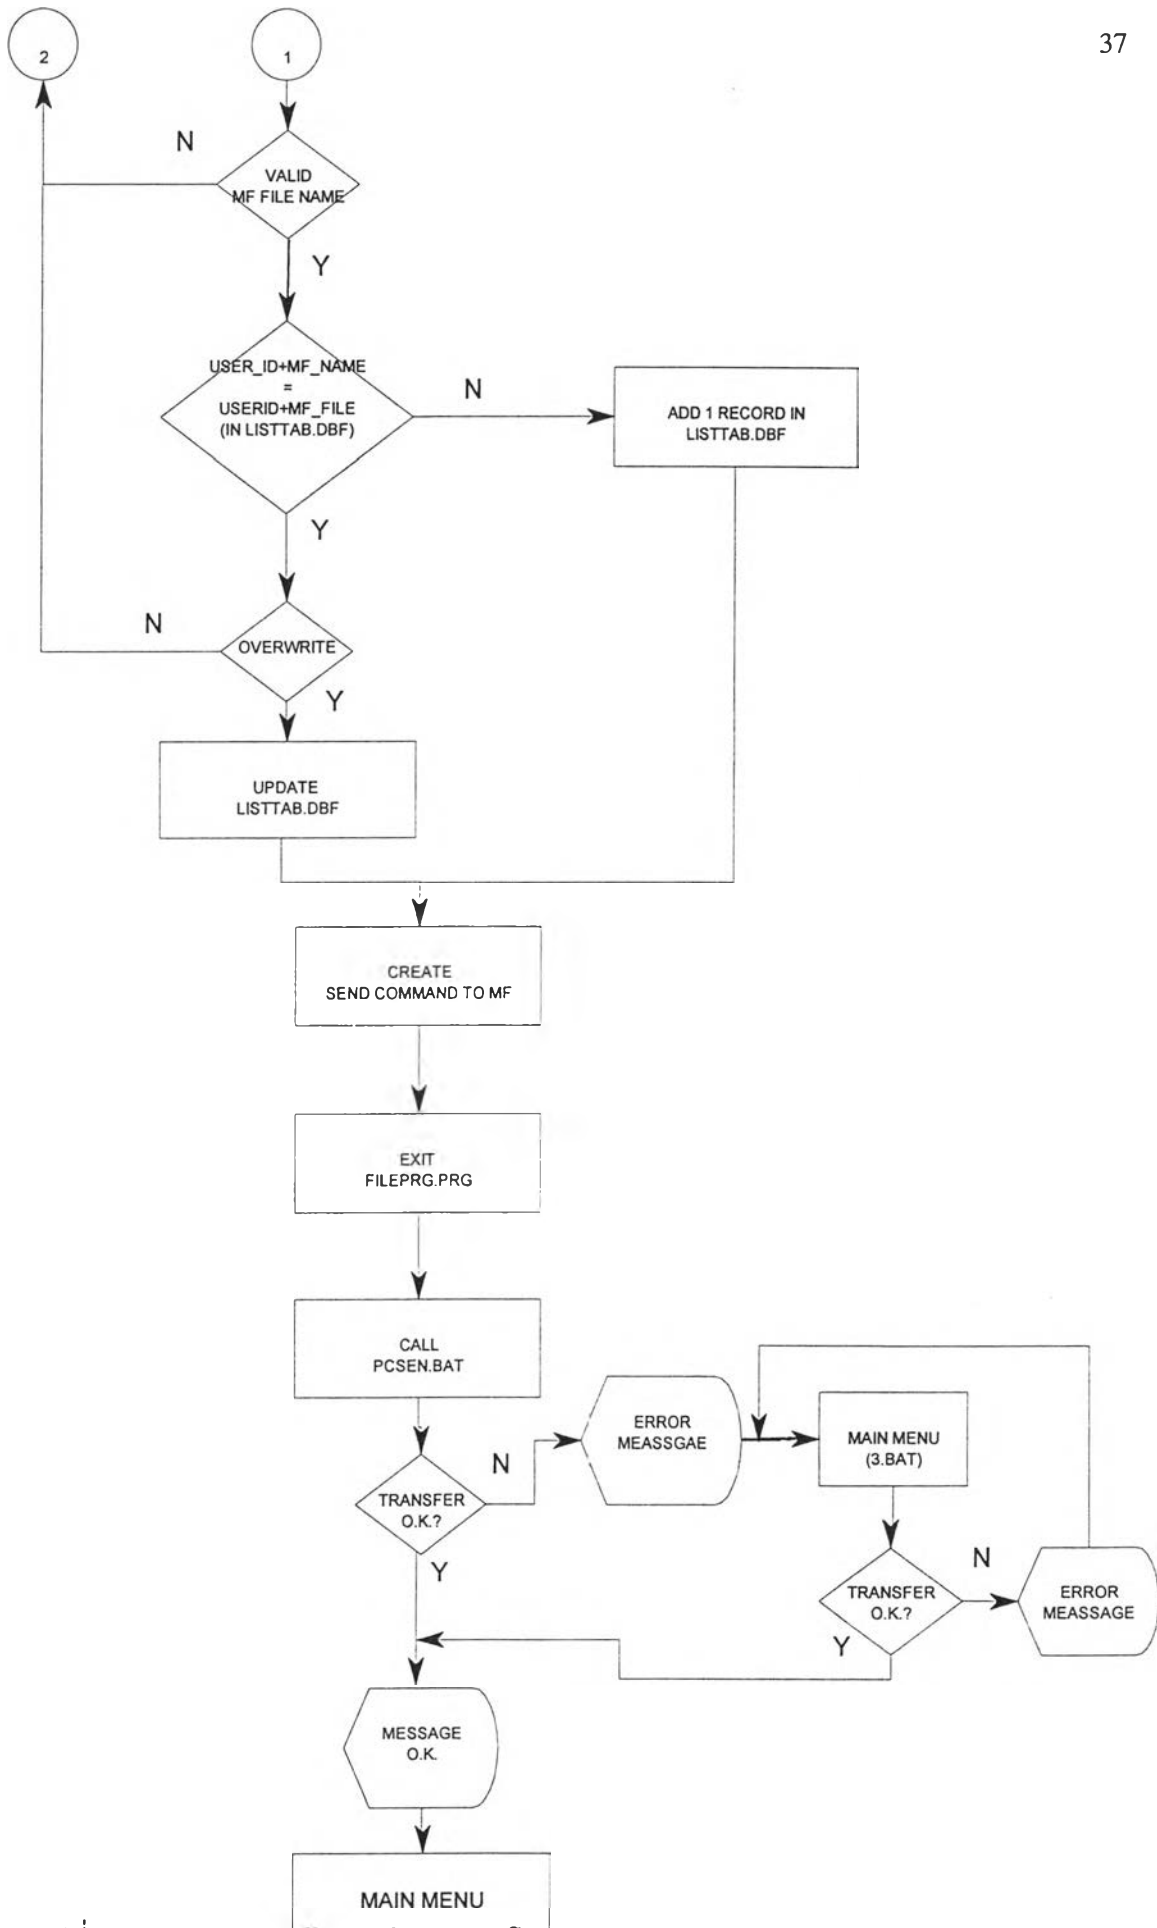 37
2
1
N
VALID
MF FILE NAME
Y
USER_ID+MF_NAME
=
USERID+MF_FILE
(IN LISTTAB.DBF)
N
ADD 1 RECORD IN
LISTTAB.DBF
Y
N
OVERWRITE
Y
UPDATE
LISTTAB.DBF
CREATE
SEND COMMAND TO MF
EXIT
FILEPRG.PRG
CALL
PCSEN.BAT
ERROR
MEASSGAE
MAIN MENU
(3.BAT)
N
TRANSFER
O.K.?
Y
N
TRANSFER
O.K.?
ERROR
MEASSAGE
Y
MESSAGE
O.K.
MAIN MENU